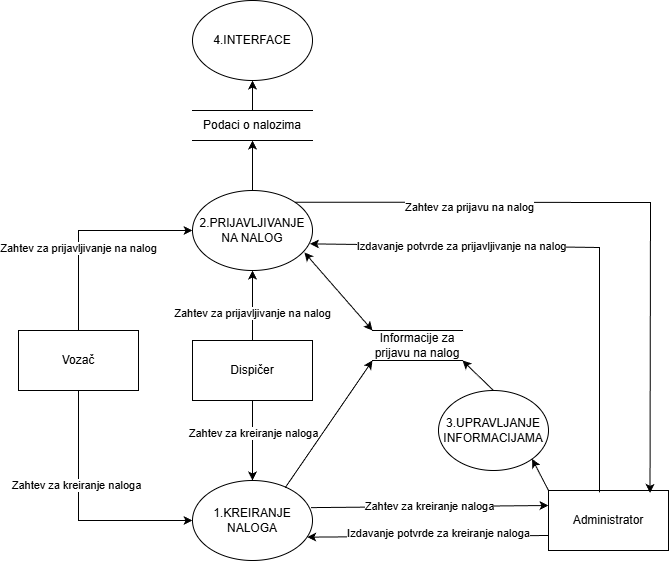 4.INTERFACE
Podaci o nalozima
2.PRIJAVLJIVANJE
NA NALOG
Zahtev za prijavu na nalog
Zahtev za prijavljivanje na nalog
Izdavanje potvrde za prijavljivanje na nalog
Zahtev za prijavljivanje na nalog
Informacije za
prijavu na nalog
Vozač
Dispičer
3.UPRAVLJANJE
INFORMACIJAMA
Zahtev za kreiranje naloga
Zahtev za kreiranje naloga
1.KREIRANJE
NALOGA
Zahtev za kreiranje naloga
Izdavanje potvrde za kreiranje naloga
Administrator